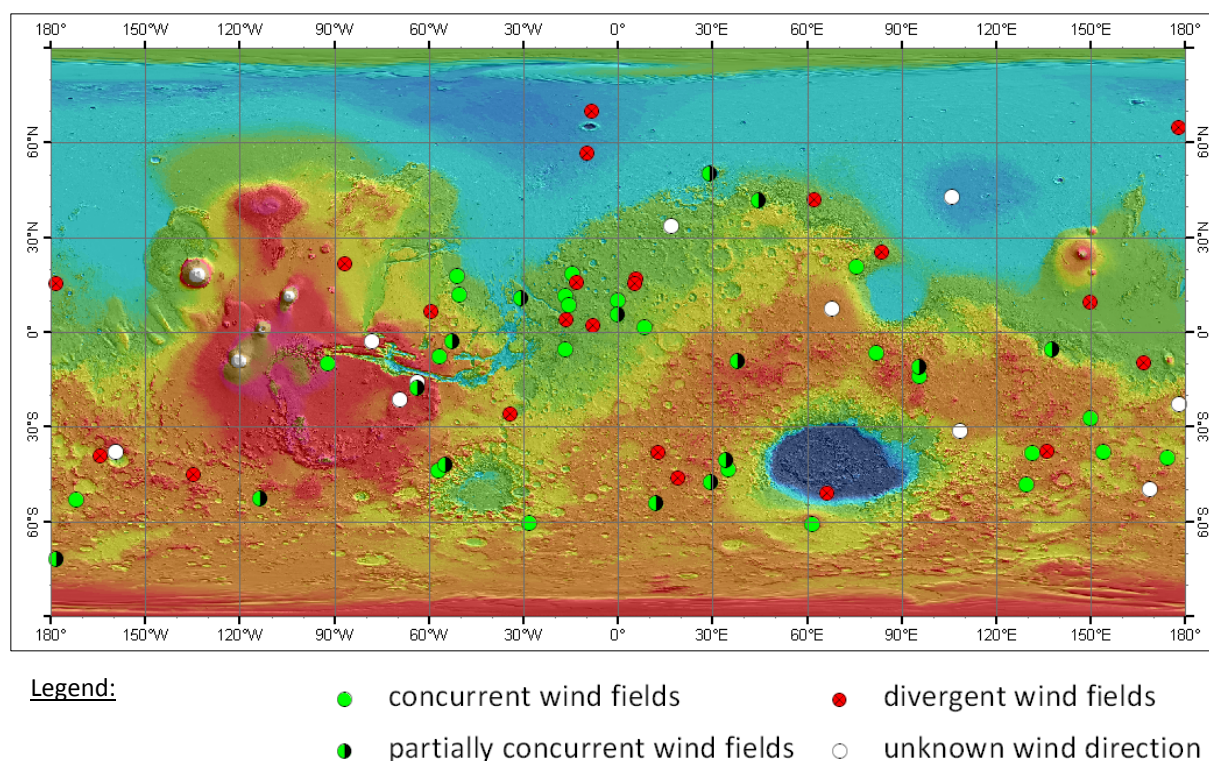 180° 150°W 120°W 90°W 60°W 30°W 0° 30°E 60°E 90°E 120°E 150°E 180°
60°N 60°N
30°N 30°N
0° 0°
30°S 30°S
60°S 60°S
180° 150°W 120°W 90°W 60°W 30°W 0° 30°E 60°E 90°E 120°E 150°E 180°
Legend:
concurrent wind fields divergent wind fields
partially concurrent wind fields unknown wind direction